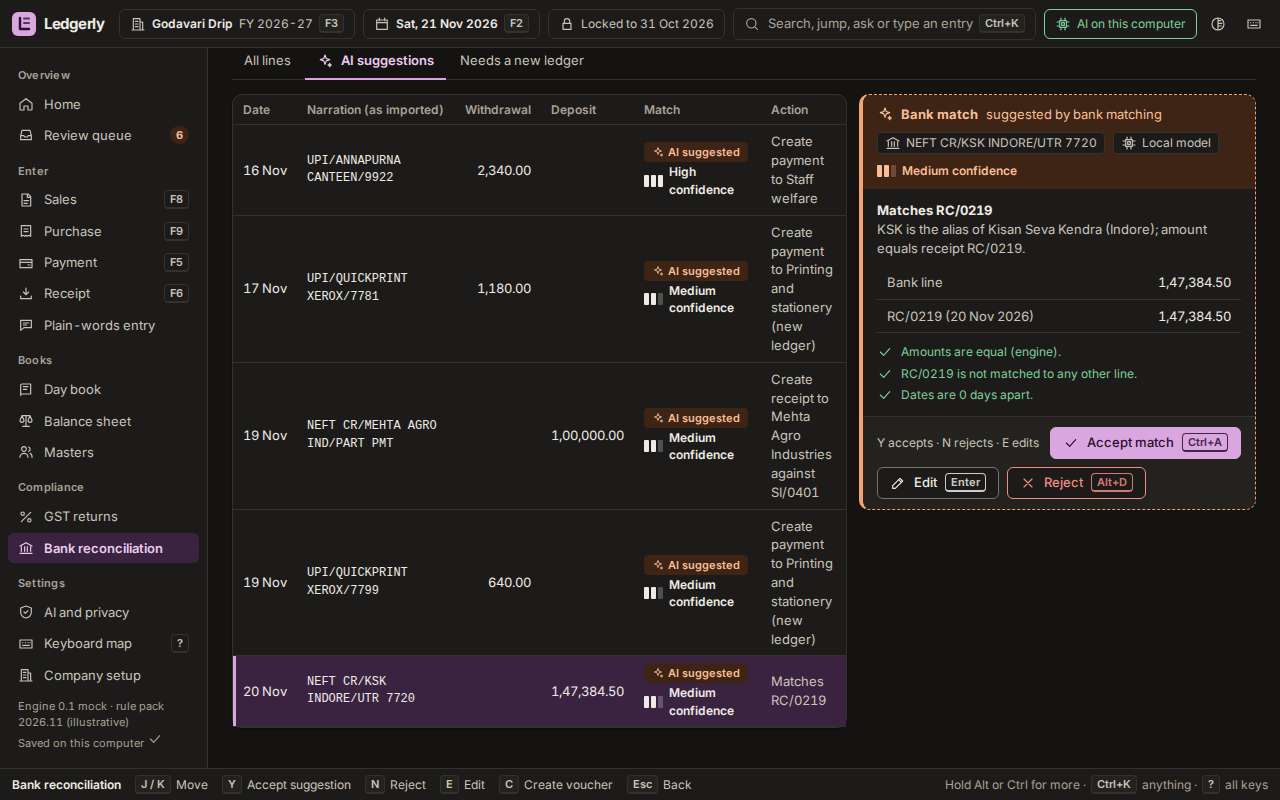 Ledgerly
Godavari Drip FY 2026-27 F3
Sat, 21 Nov 2026 F2
Locked to 31 Oct 2026
Search, jump, ask or type an entry Ctrl+K
AI on this computer
Overview
Home
Review queue 6
Enter
Sales F8
Purchase F9
Payment F5
Receipt F6
Plain-words entry
Books
Day book
Balance sheet
Masters
Compliance
GST returns
Bank reconciliation
Settings
AI and privacy
Keyboard map ?
Company setup
Engine 0.1 mock · rule pack
2026.11 (illustrative)
Saved on this computer
All lines
AI suggestions
Needs a new ledger
Date Narration (as imported) Withdrawal Deposit Match Action
16 Nov
UPI/ANNAPURNA
CANTEEN/9922
2,340.00
AI suggested
High
confidence
Create
payment
to Staff
welfare
17 Nov
UPI/QUICKPRINT
XEROX/7781
1,180.00
AI suggested
Medium
confidence
Create
payment
to Printing
and
stationery
(new
ledger)
19 Nov
NEFT CR/MEHTA AGRO
IND/PART PMT
1,00,000.00
AI suggested
Medium
confidence
Create
receipt to
Mehta
Agro
Industries
against
SI/0401
19 Nov
UPI/QUICKPRINT
XEROX/7799
640.00
AI suggested
Medium
confidence
Create
payment
to Printing
and
stationery
(new
ledger)
20 Nov
NEFT CR/KSK
INDORE/UTR 7720
1,47,384.50
AI suggested
Medium
confidence
Matches
RC/0219
Bank match suggested by bank matching
NEFT CR/KSK INDORE/UTR 7720
Local model
Medium confidence
Matches RC/0219
KSK is the alias of Kisan Seva Kendra (Indore); amount
equals receipt RC/0219.
Bank line 1,47,384.50
RC/0219 (20 Nov 2026) 1,47,384.50
Amounts are equal (engine).
RC/0219 is not matched to any other line.
Dates are 0 days apart.
Y accepts · N rejects · E edits
Accept match Ctrl+A
Edit Enter
Reject Alt+D
Bank reconciliation J / K Move Y Accept suggestion N Reject E Edit C Create voucher Esc Back
Hold Alt or Ctrl for more · Ctrl+K anything · ? all keys